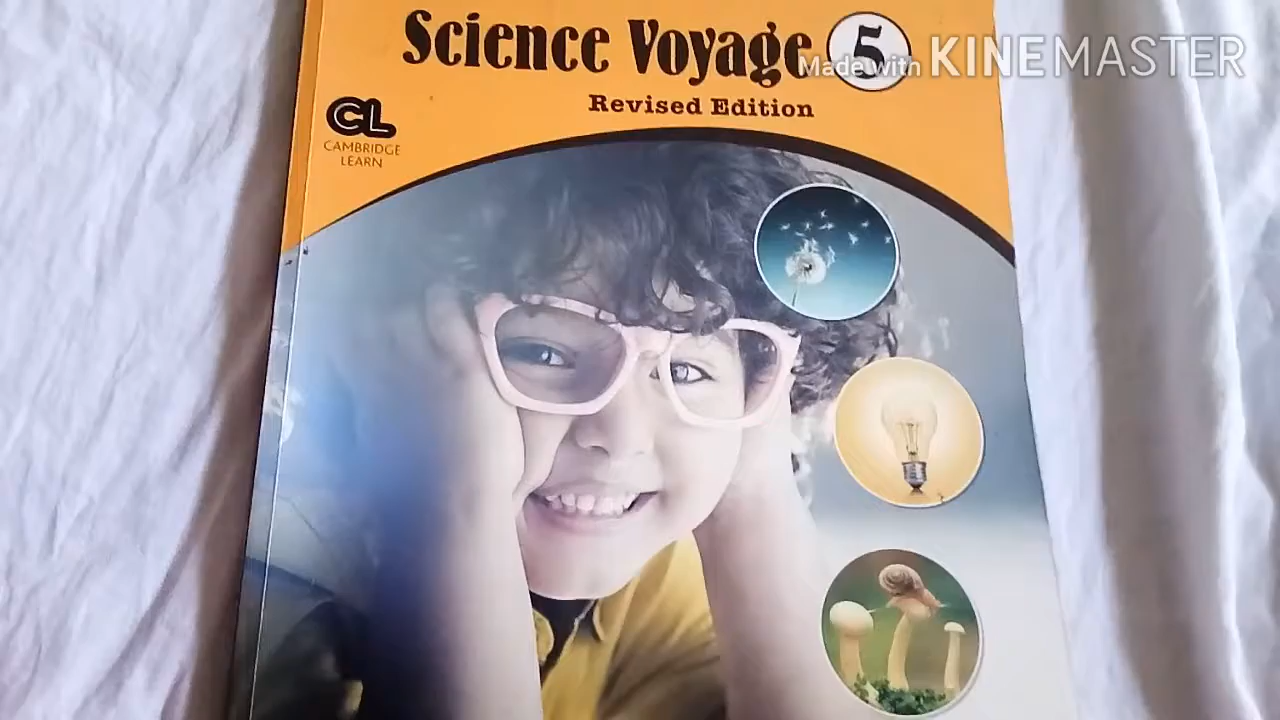 Science Voyage 5
Made with KINEMASTER
Revised Edition
CL
CAMBRIDGE
LEARN